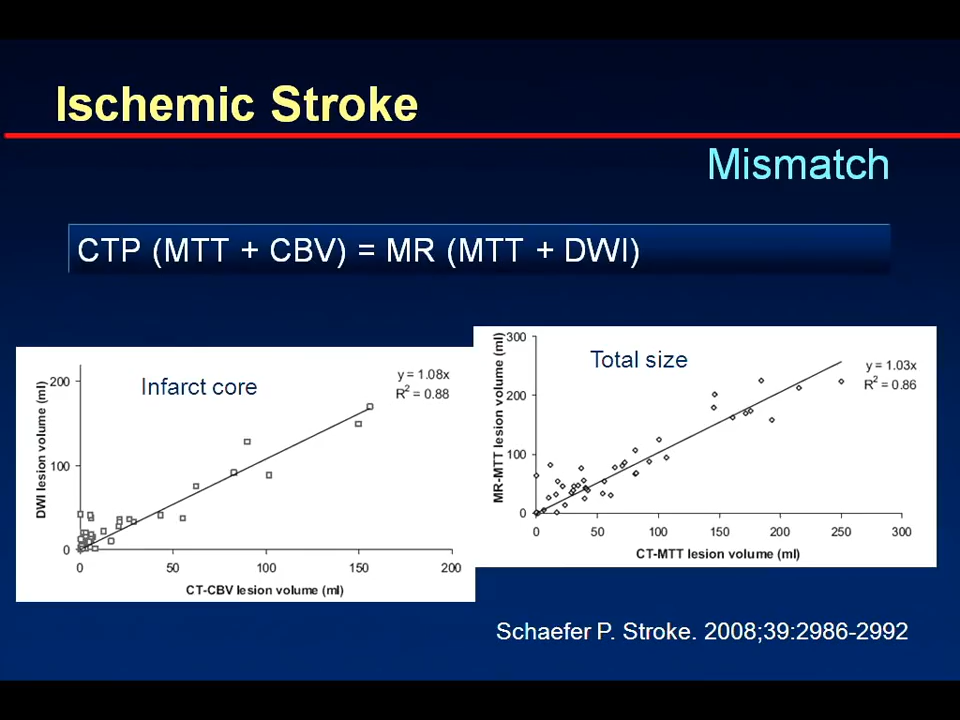 Ischemic Stroke
Mismatch
CTP (MTT + CBV) = MR (MTT + DWI)
Infarct core
y = 1.08x
R² = 0.88
DWI lesion volume (ml)
200
100
0
0 50 100 150 200
CT-CBV lesion volume (ml)
Total size
y = 1.03x
R² = 0.86
MR-MTT lesion volume (ml)
300
200
100
0
0 50 100 150 200 250 300
CT-MTT lesion volume (ml)
Schaefer P. Stroke. 2008;39:2986-2992